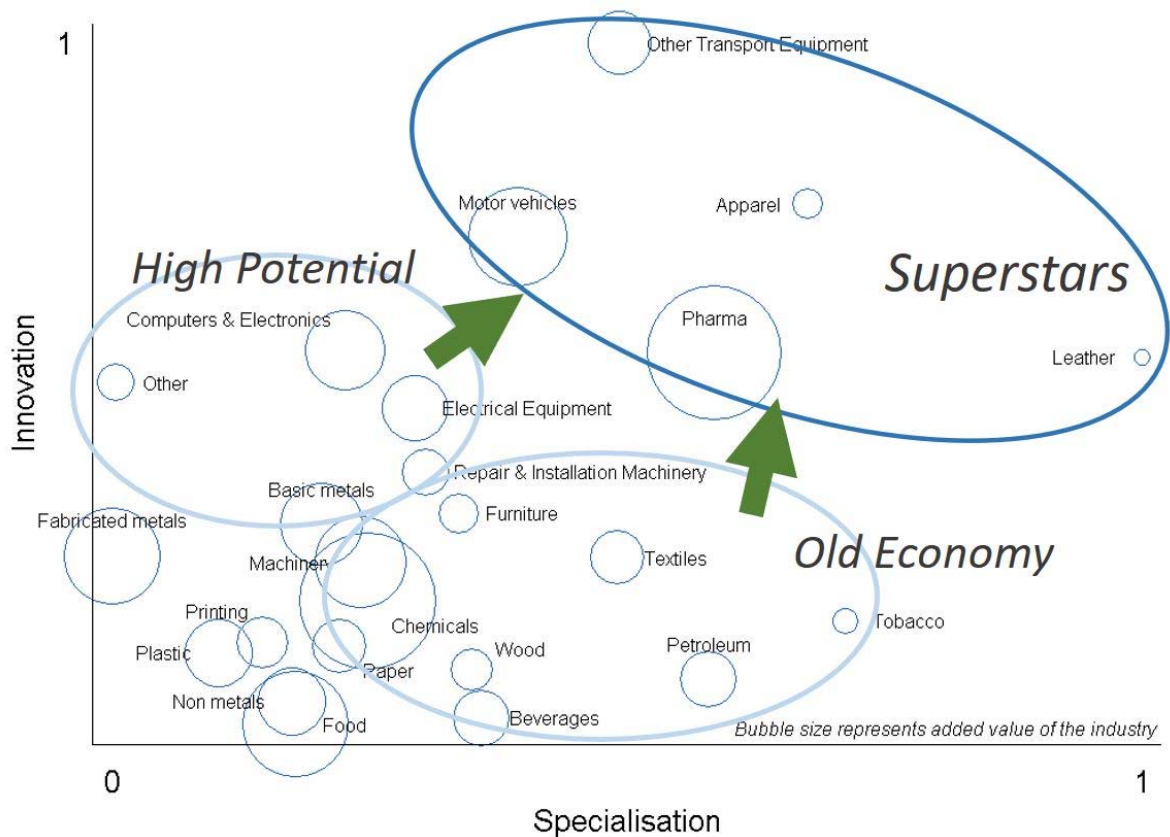 1
Other Transport Equipment
Motor vehicles
Apparel
High Potential
Superstars
Computers & Electronics
Pharma
Leather
Other
Electrical Equipment
Innovation
Repair & Installation Machinery
Basic metals
Furniture
Fabricated metals
Machinery
Textiles
Old Economy
Printing
Chemicals
Tobacco
Plastic
Wood
Petroleum
Paper
Non metals
Food
Beverages
Bubble size represents added value of the industry
0
1
Specialisation